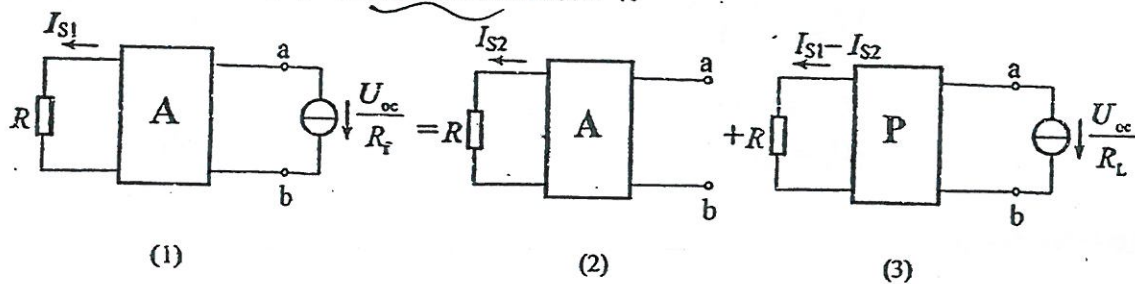 I_S1
a
R
A
U_oc
R_i
b
(1)
=
I_S2
a
R
A
b
(2)
+
I_S1 − I_S2
a
R
P
U_oc
R_L
b
(3)